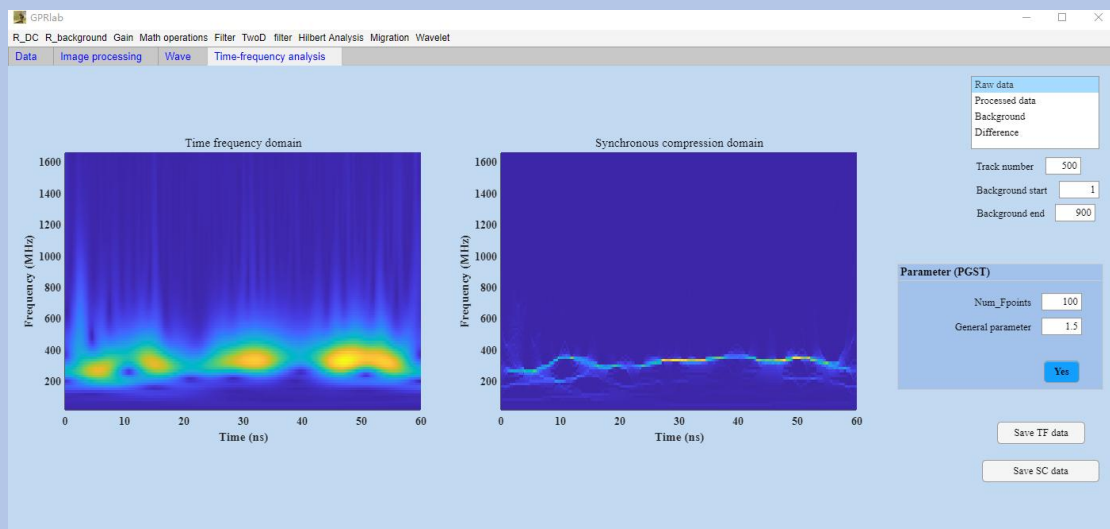 GPRlab
R_DC R_background Gain Math operations Filter TwoD filter Hilbert Analysis Migration Wavelet
Data Image processing Wave Time-frequency analysis
Time frequency domain
1600
1400
1200
1000
800
600
400
200
Frequency (MHz)
0 10 20 30 40 50 60
Time (ns)
Synchronous compression domain
1600
1400
1200
1000
800
600
400
200
Frequency (MHz)
0 10 20 30 40 50 60
Time (ns)
Raw data
Processed data
Background
Difference
Track number 500
Background start 1
Background end 900
Parameter (PGST)
Num_Fpoints 100
General parameter 1.5
Yes
Save TF data
Save SC data